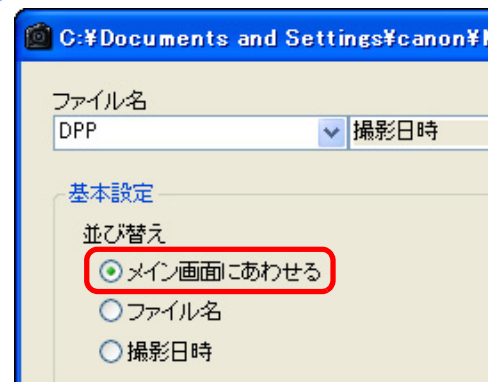 C:¥Documents and Settings¥canon¥
ファイル名
DPP 撮影日時
基本設定
並び替え
メイン画面にあわせる
ファイル名
撮影日時